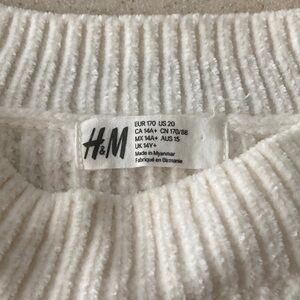 H&M
EUR 170 US 20
CA 14A+ CN 170/88
MX 14A+ AUS 15
UK 14Y+
Made in Myanmar
Fabriqué en Birmanie